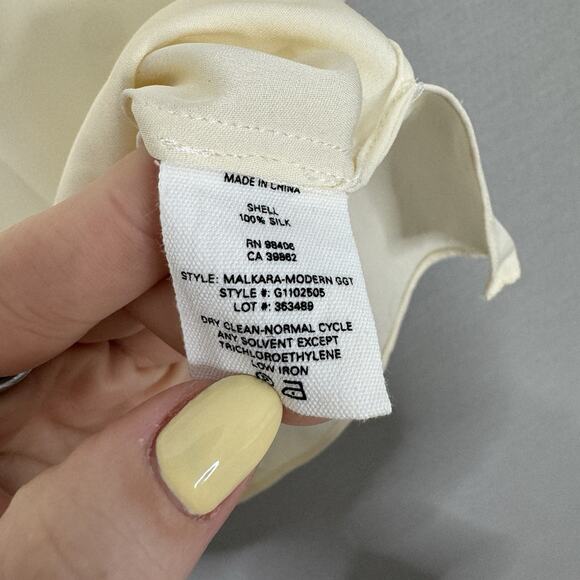 MADE IN CHINA
SHELL
100% SILK
RN 98406
CA 39862
STYLE: MALKARA-MODERN GGT
STYLE #: G1102505
LOT #: 363489
DRY CLEAN-NORMAL CYCLE
ANY SOLVENT EXCEPT
TRICHLOROETHYLENE
LOW IRON